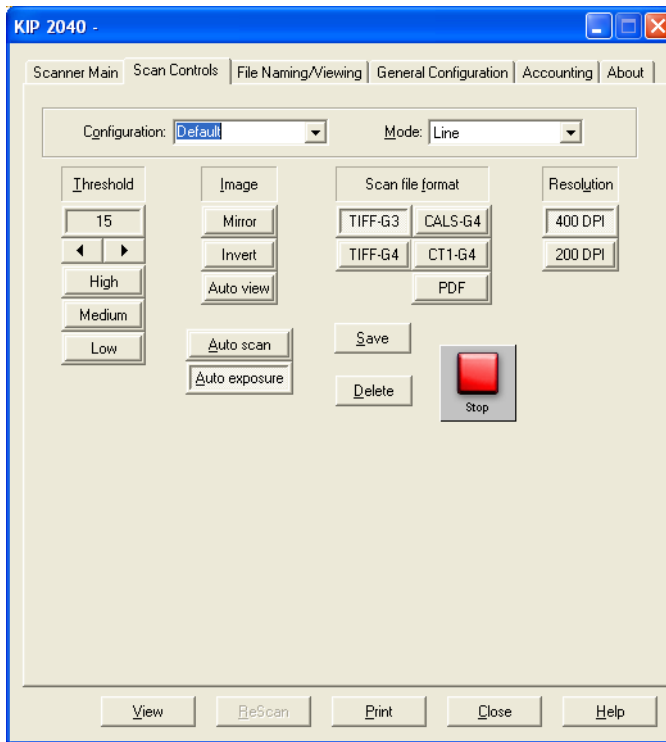 KIP 2040 -
Scanner Main Scan Controls File Naming/Viewing General Configuration Accounting About
Configuration: Default Mode: Line
Threshold Image Scan file format Resolution
15 Mirror TIFF-G3 CALS-G4 400 DPI
Invert TIFF-G4 CT1-G4 200 DPI
High Auto view PDF
Medium
Low Auto scan Save
Auto exposure Delete Stop
View ReScan Print Close Help